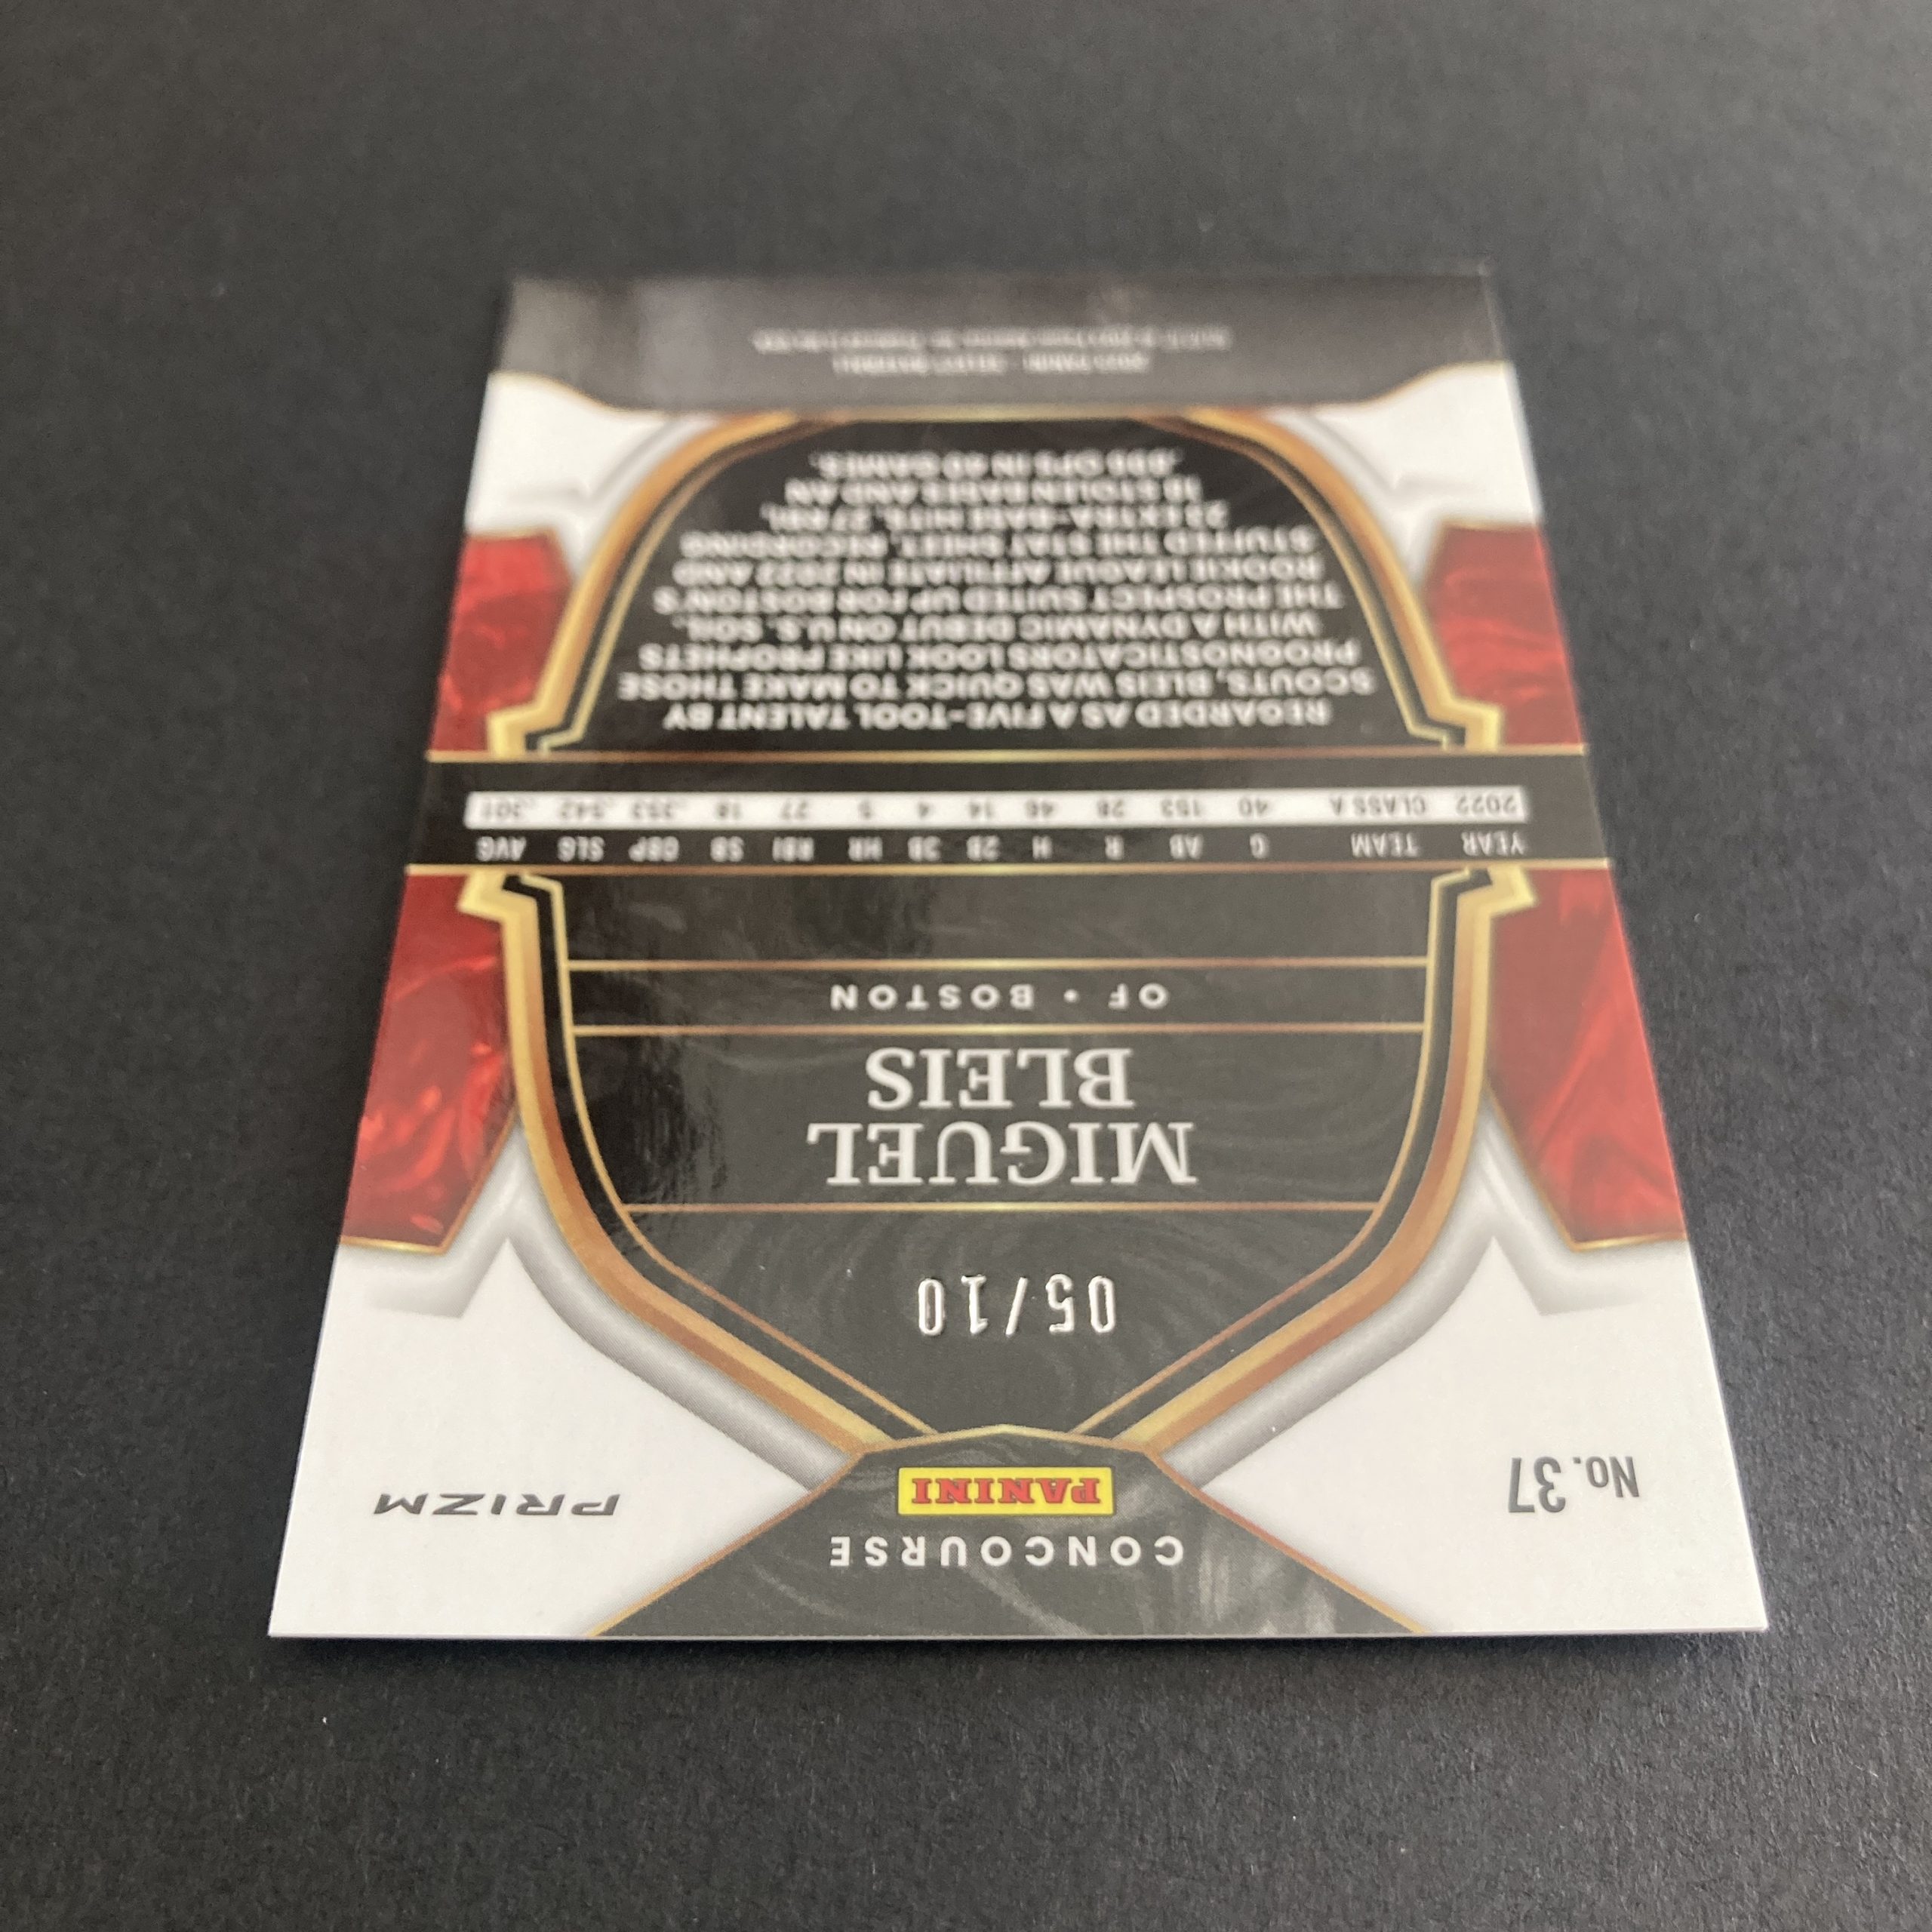 CONCOURSE
PANINI
No. 37
PRIZM
05/10
MIGUEL
BLEIS
OF • BOSTON
YEAR TEAM G AB R H 2B 3B HR RBI SB OBP SLG AVG
2022 CLASS A 40 153 28 46 14 4 5 27 18 .353 .542 .301
REGARDED AS A FIVE-TOOL TALENT BY
SCOUTS, BLEIS WAS QUICK TO MAKE THOSE
PROGNOSTICATORS LOOK LIKE PROPHETS
WITH A DYNAMIC DEBUT ON U.S. SOIL.
THE PROSPECT SUITED UP FOR BOSTON'S
ROOKIE LEAGUE AFFILIATE IN 2022 AND
STUFFED THE STAT SHEET, RECORDING
23 EXTRA-BASE HITS, 27 RBI,
18 STOLEN BASES AND AN
OPS IN 40 GAMES.
PANINI - SELECT BASEBALL